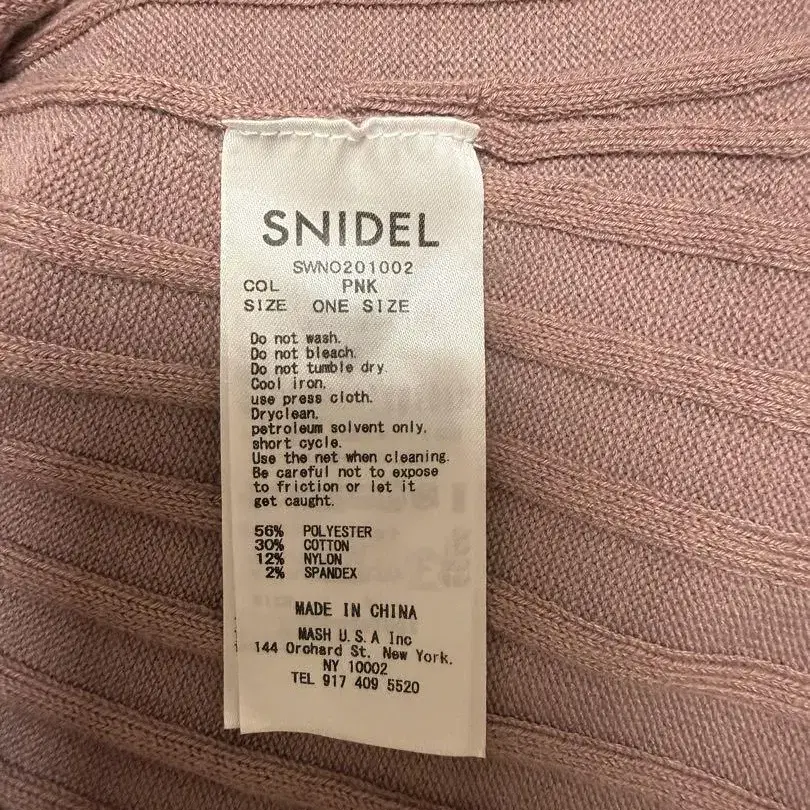 SNIDEL
SWNO201002
COL PNK
SIZE ONE SIZE
Do not wash.
Do not bleach.
Do not tumble dry
Cool iron.
use press cloth.
Dryclean.
petroleum solvent only.
short cycle.
Use the net when cleaning.
Be careful not to expose
to friction or let it
get caught.
56% POLYESTER
30% COTTON
12% NYLON
2% SPANDEX
MADE IN CHINA
MASH U.S.A Inc
144 Orchard St. New York.
NY 10002
TEL 917 409 5520